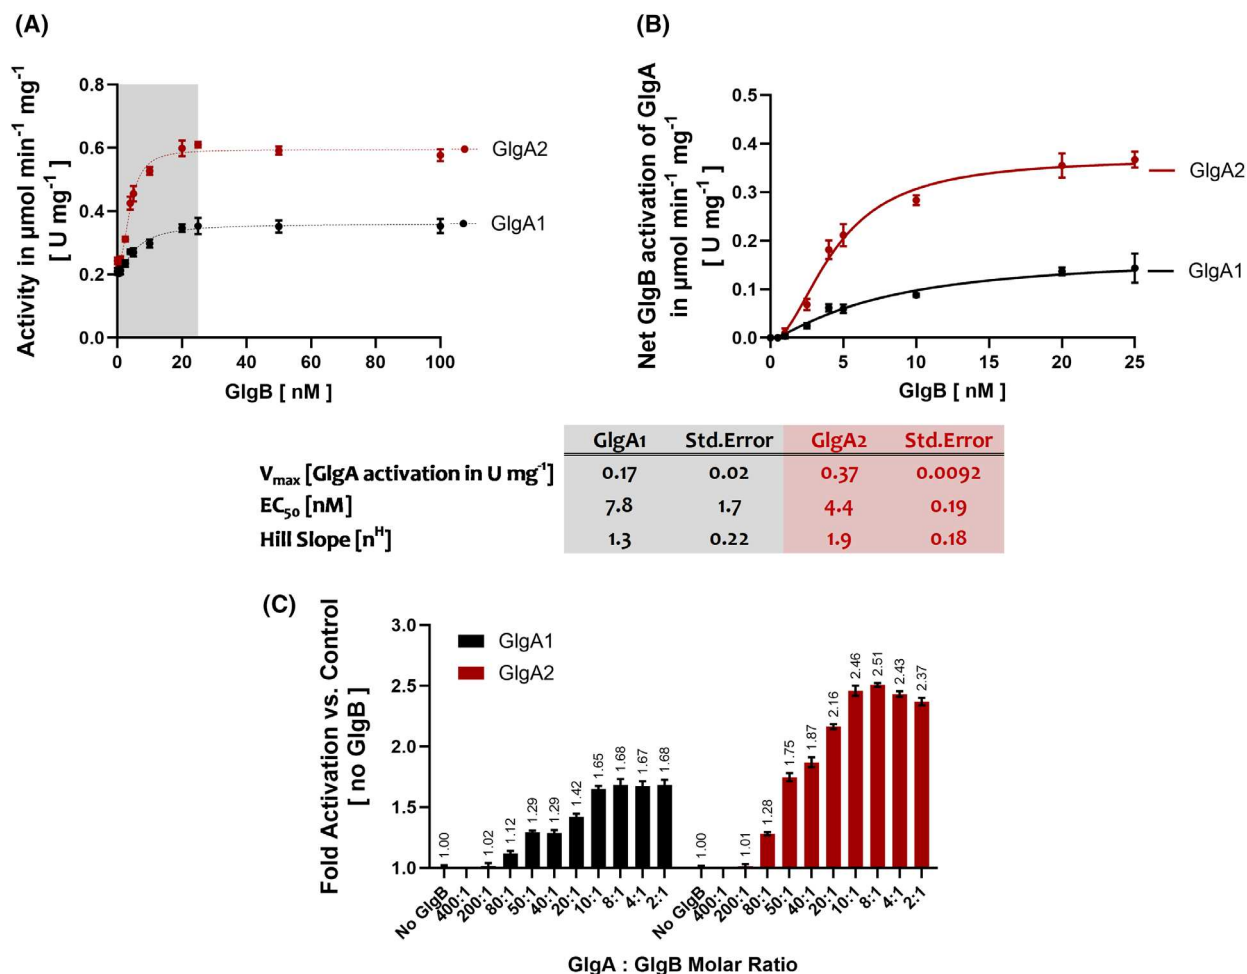 (A)
Activity in µmol min⁻¹ mg⁻¹
[ U mg⁻¹ ]
0.8
0.6
0.4
0.2
0.0
0 20 40 60 80 100
GlgB [ nM ]
GlgA2
GlgA1
(B)
Net GlgB activation of GlgA
in µmol min⁻¹ mg⁻¹
[ U mg⁻¹ ]
0.5
0.4
0.3
0.2
0.1
0.0
0 5 10 15 20 25
GlgB [ nM ]
GlgA2
GlgA1
GlgA1 Std.Error GlgA2 Std.Error
Vmax [GlgA activation in U mg⁻¹] 0.17 0.02 0.37 0.0092
EC₅₀ [nM] 7.8 1.7 4.4 0.19
Hill Slope [nᴴ] 1.3 0.22 1.9 0.18
(C)
Fold Activation vs. Control
[ no GlgB ]
3.0
2.5
2.0
1.5
1.0
GlgA1
GlgA2
1.00 1.02 1.12 1.29 1.29 1.42 1.65 1.68 1.67 1.68 1.00 1.01 1.28 1.75 1.87 2.16 2.46 2.51 2.43 2.37
No GlgB 400:1 200:1 80:1 50:1 40:1 20:1 10:1 8:1 4:1 2:1 No GlgB 400:1 200:1 80:1 50:1 40:1 20:1 10:1 8:1 4:1 2:1
GlgA : GlgB Molar Ratio